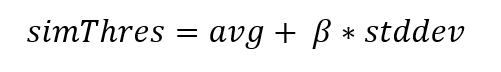 simThres = avg + β * stddev